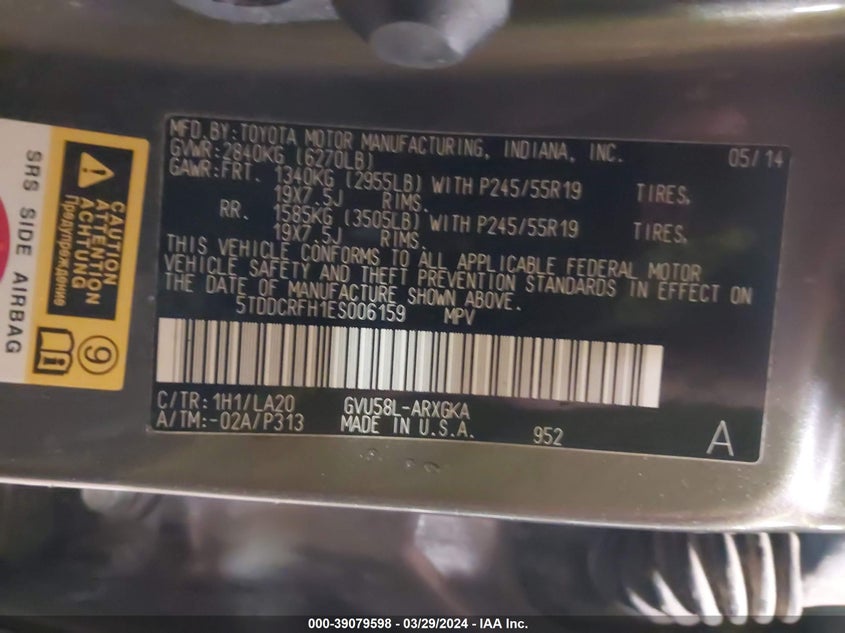 MFD.BY:TOYOTA MOTOR MANUFACTURING, INDIANA, INC. 05/14
GVWR:2840KG (6270LB)
GAWR:FRT. 1340KG (2955LB) WITH P245/55R19 TIRES,
19X7.5J RIMS.
RR. 1585KG (3505LB) WITH P245/55R19 TIRES,
19X7.5J RIMS.
THIS VEHICLE CONFORMS TO ALL APPLICABLE FEDERAL MOTOR
VEHICLE SAFETY AND THEFT PREVENTION STANDARDS IN EFFECT ON
THE DATE OF MANUFACTURE SHOWN ABOVE.
5TDDCRFH1ES006159 MPV
C/TR:1H1/LA20 GVU58L-ARXGKA
A/TM:-02A/P313 MADE IN U.S.A. 952 A
SRS SIDE AIRBAG
CAUTION
ATTENTION
ACHTUNG
Предупреждение
9
000-39079598 - 03/29/2024 - IAA Inc.